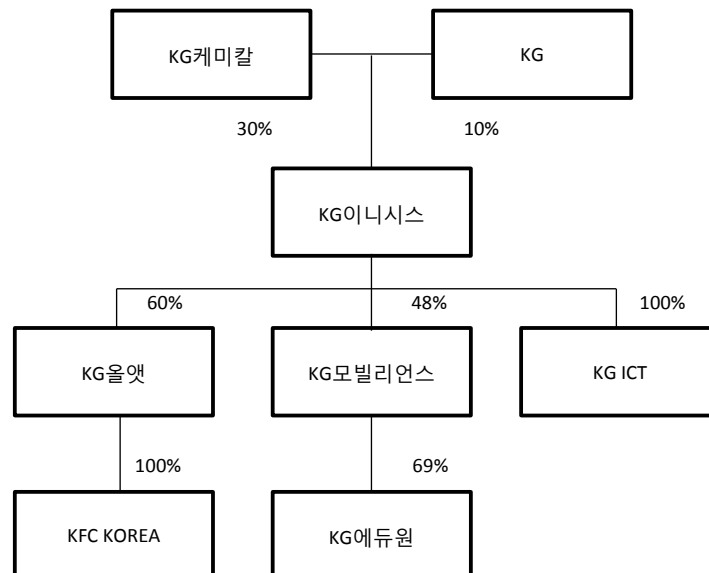 KG케미칼
KG
30%
10%
KG이니시스
60%
48%
100%
KG올앳
KG모빌리언스
KG ICT
100%
69%
KFC KOREA
KG에듀원